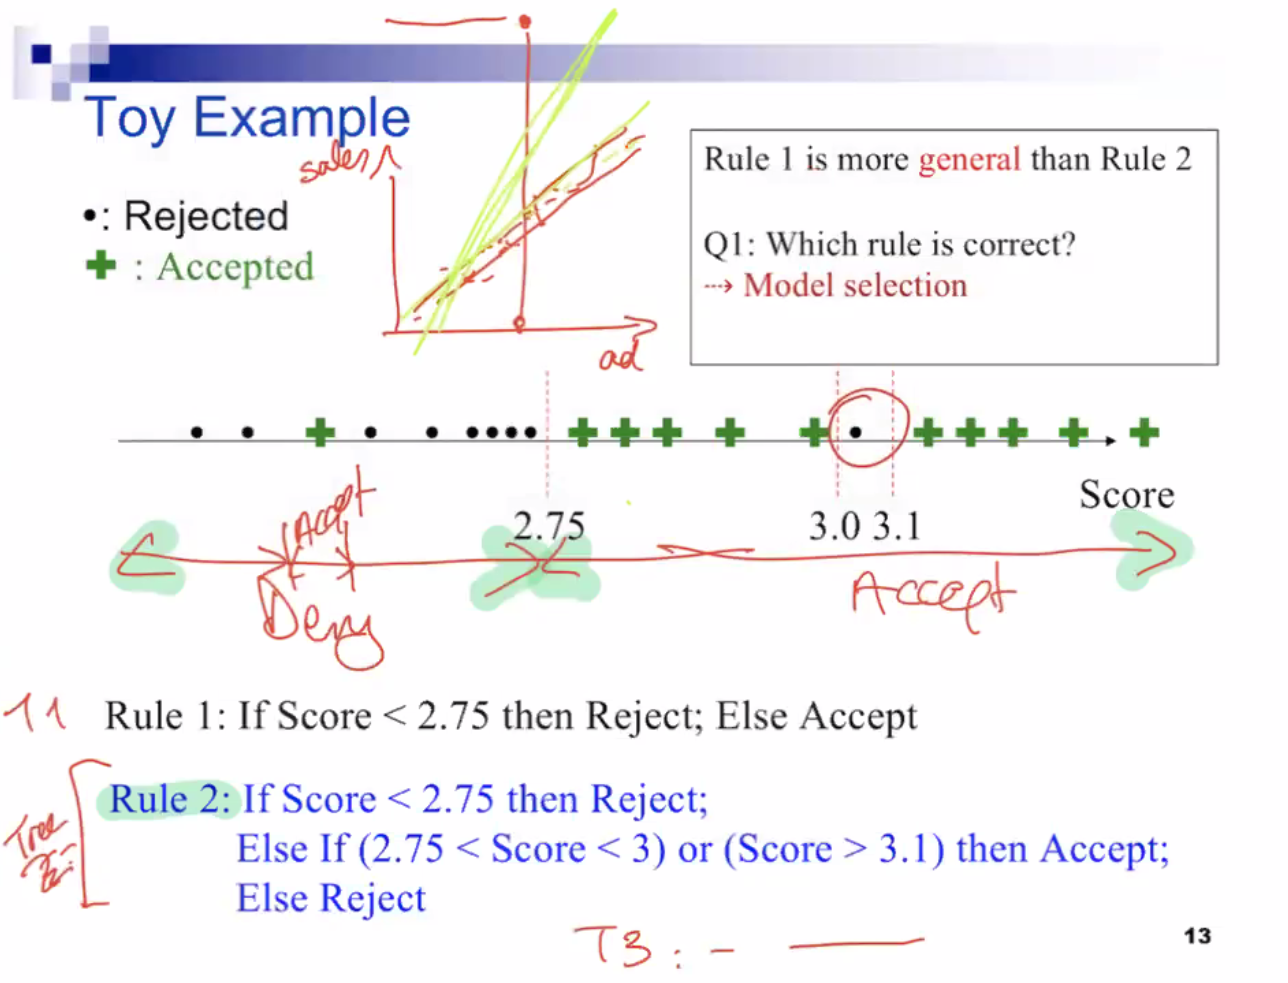 Toy Example
sales
•: Rejected
+ : Accepted
ad
Rule 1 is more general than Rule 2
Q1: Which rule is correct?
⇢ Model selection
2.75
3.0 3.1
Score
Accept
Deny
Accept
Rule 1: If Score < 2.75 then Reject; Else Accept
Rule 2: If Score < 2.75 then Reject;
Else If (2.75 < Score < 3) or (Score > 3.1) then Accept;
Else Reject
Tree
T3: - —
13